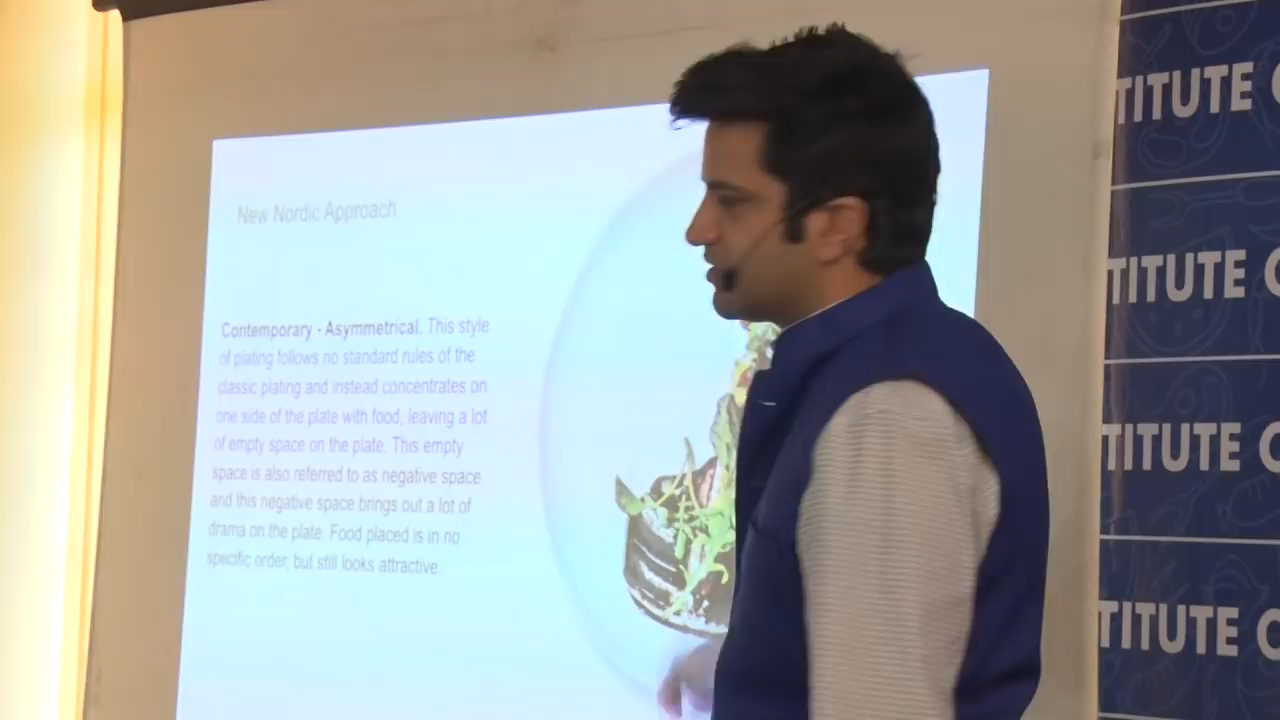 New Nordic Approach
Contemporary - Asymmetrical. This style
of plating follows no standard rules of the
classic plating and instead concentrates on
one side of the plate with food, leaving a lot
of empty space on the plate. This empty
space is also referred to as negative space
and this negative space brings out a lot of
drama on the plate. Food placed is in no
specific order, but still looks attractive.
TITUTE
TITUTE
TITUTE
TITUTE